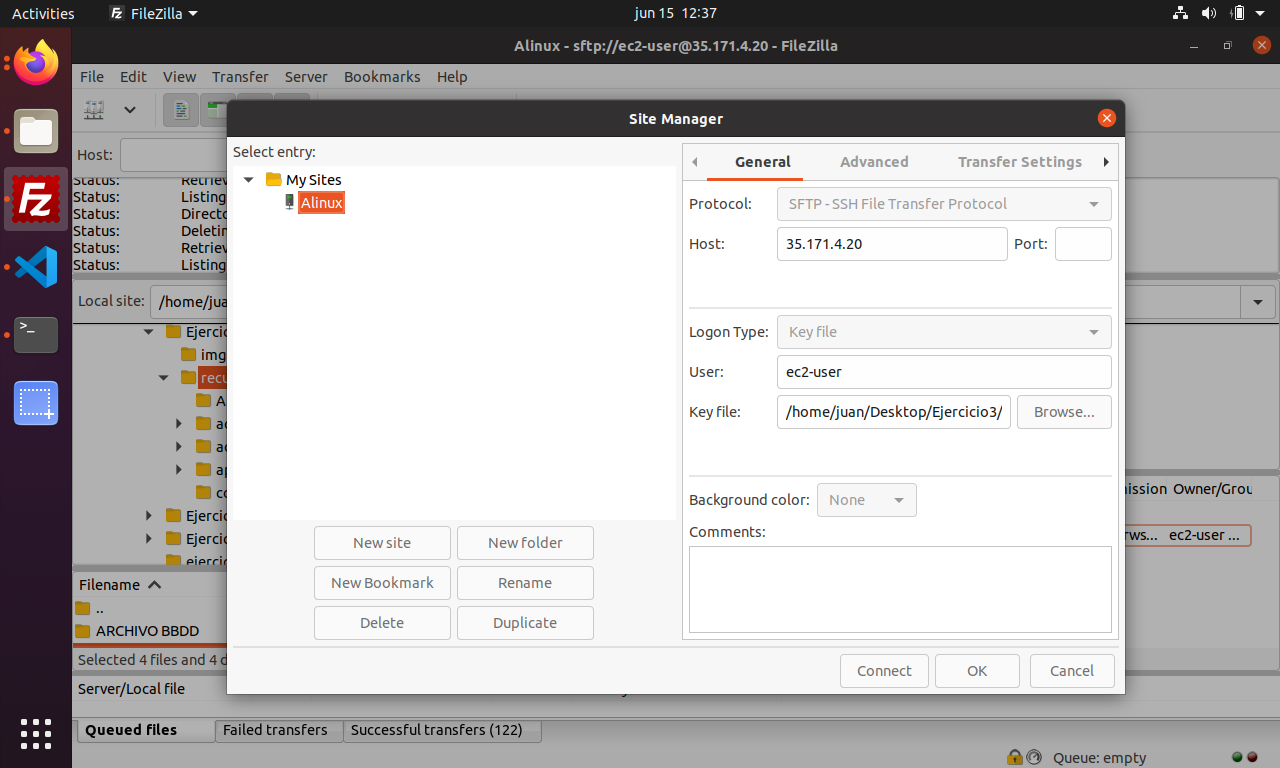 Activities FileZilla jun 15 12:37
Alinux - sftp://ec2-user@35.171.4.20 - FileZilla
File Edit View Transfer Server Bookmarks Help
Site Manager
Host:
Select entry:
My Sites
Alinux
General Advanced Transfer Settings
Protocol: SFTP - SSH File Transfer Protocol
Host: 35.171.4.20 Port:
Logon Type: Key file
User: ec2-user
Key file: /home/juan/Desktop/Ejercicio3/ Browse...
Background color: None
Comments:
New site New folder
New Bookmark Rename
Delete Duplicate
Connect OK Cancel
Status: Retrie
Status: Listing
Status: Directo
Status: Deletin
Status: Retrie
Status: Listing
Local site: /home/jua
Ejercici
img
recu
A
ac
ac
ap
co
Ejercici
Ejercici
ejercici
Filename
..
ARCHIVO BBDD
Selected 4 files and 4 d
ission Owner/Grou
rws... ec2-user ...
Server/Local file
Queued files Failed transfers Successful transfers (122)
Queue: empty